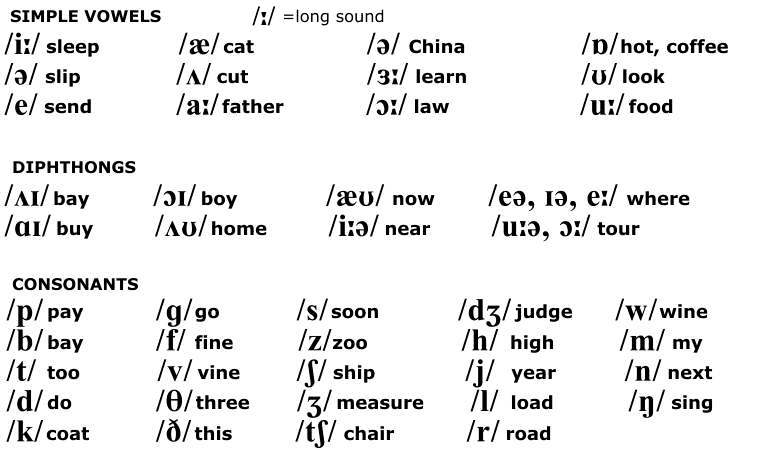 SIMPLE VOWELS /ː/ =long sound
/iː/ sleep /æ/ cat /ə/ China /ɒ/ hot, coffee
/ə/ slip /ʌ/ cut /ɜː/ learn /ʊ/ look
/e/ send /aː/ father /ɔː/ law /uː/ food
DIPHTHONGS
/ʌɪ/ bay /ɔɪ/ boy /æʊ/ now /eə, ɪə, eː/ where
/ɑɪ/ buy /ʌʊ/ home /iːə/ near /uːə, ɔː/ tour
CONSONANTS
/p/ pay /ɡ/ go /s/ soon /dʒ/ judge /w/ wine
/b/ bay /f/ fine /z/ zoo /h/ high /m/ my
/t/ too /v/ vine /ʃ/ ship /j/ year /n/ next
/d/ do /θ/ three /ʒ/ measure /l/ load /ŋ/ sing
/k/ coat /ð/ this /tʃ/ chair /r/ road